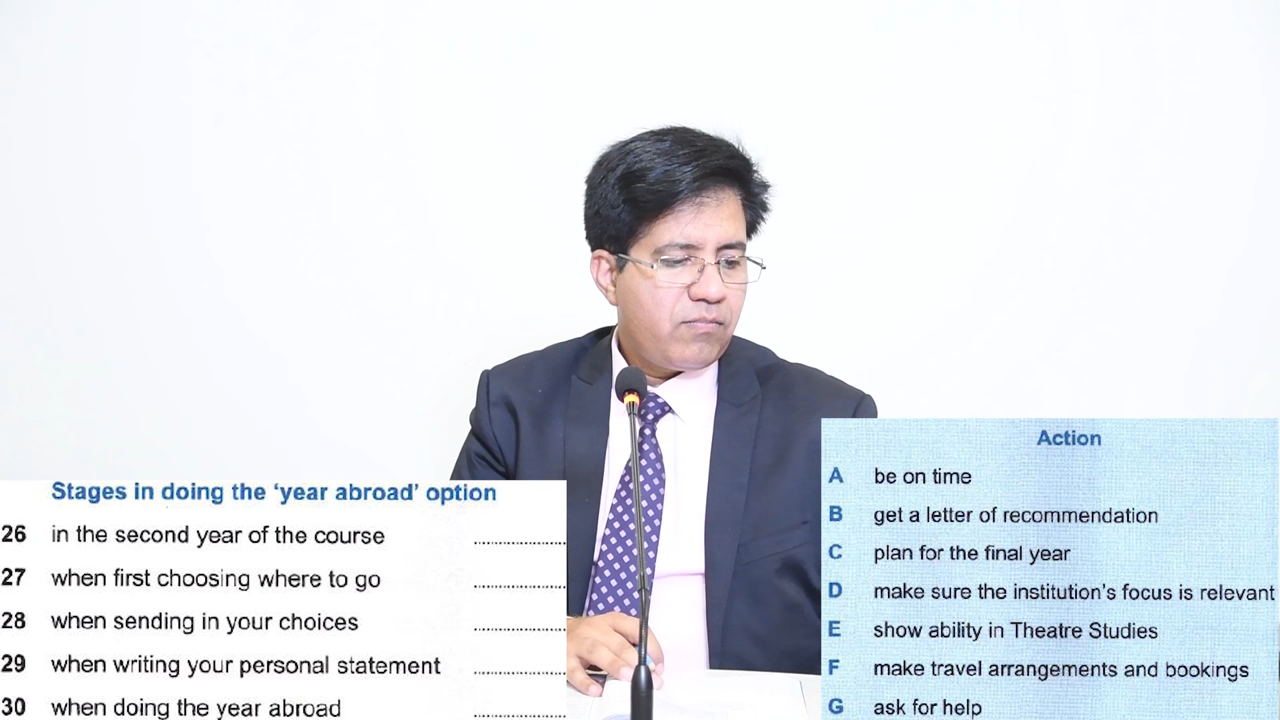 Stages in doing the 'year abroad' option
26 in the second year of the course ....................
27 when first choosing where to go ....................
28 when sending in your choices ....................
29 when writing your personal statement ....................
30 when doing the year abroad ....................
Action
A be on time
B get a letter of recommendation
C plan for the final year
D make sure the institution's focus is relevant
E show ability in Theatre Studies
F make travel arrangements and bookings
G ask for help